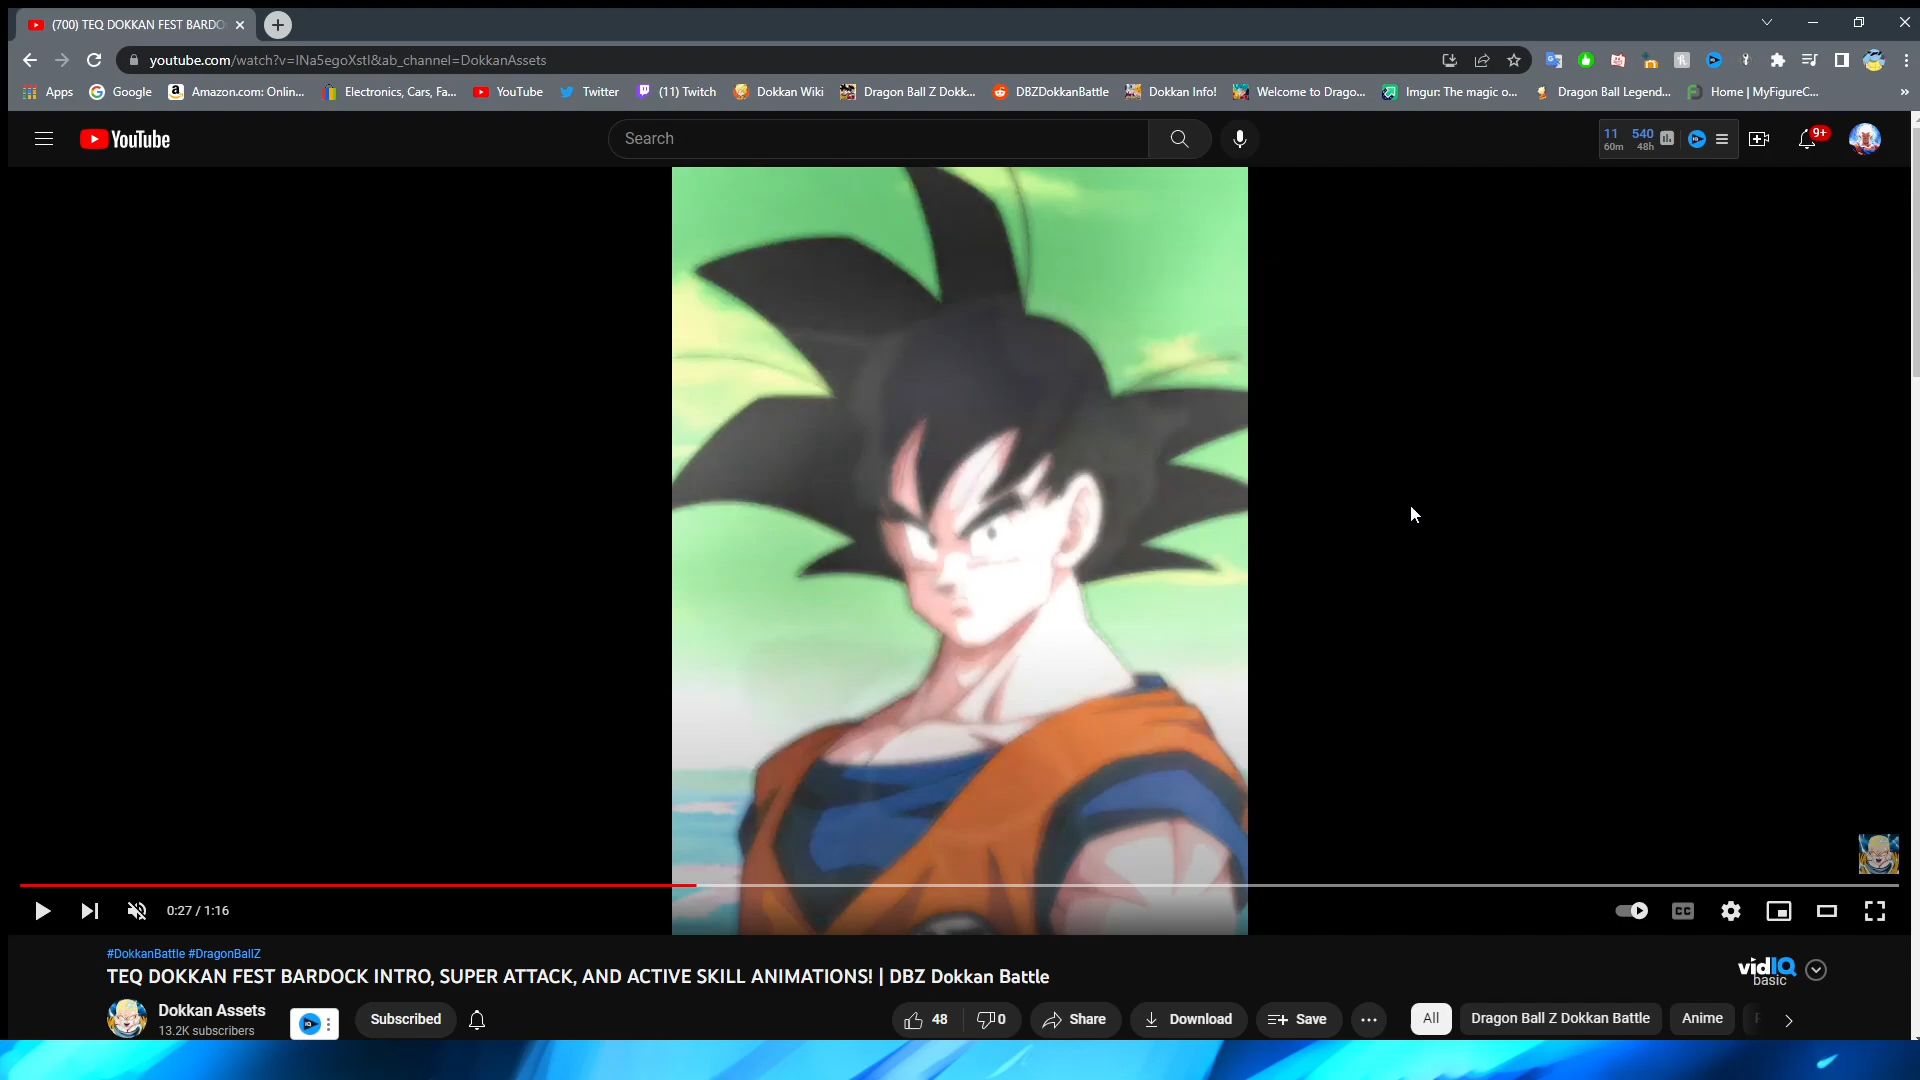 (700) TEQ DOKKAN FEST BARDO
youtube.com/watch?v=INa5egoXstI&ab_channel=DokkanAssets
Apps
Google
Amazon.com: Onlin...
Electronics, Cars, Fa...
YouTube
Twitter
(11) Twitch
Dokkan Wiki
Dragon Ball Z Dokk...
DBZDokkanBattle
Dokkan Info!
Welcome to Drago...
Imgur: The magic o...
Dragon Ball Legend...
Home | MyFigureC...
»
YouTube
Search
11 540
60m 48h
9+
0:27 / 1:16
CC
#DokkanBattle #DragonBallZ
TEQ DOKKAN FEST BARDOCK INTRO, SUPER ATTACK, AND ACTIVE SKILL ANIMATIONS! | DBZ Dokkan Battle
vidIQ
basic
Dokkan Assets
13.2K subscribers
Subscribed
48
0
Share
Download
Save
All
Dragon Ball Z Dokkan Battle
Anime